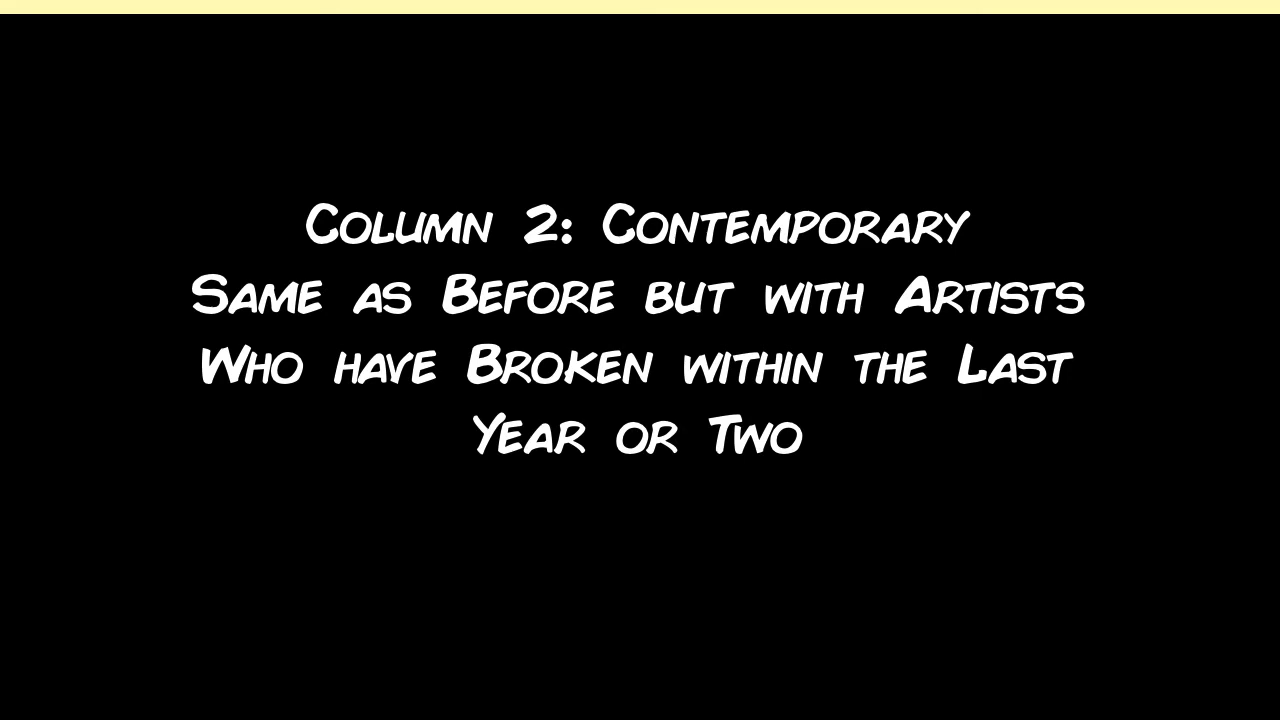 Column 2: Contemporary
Same as Before but with Artists
Who have Broken within the Last
Year or Two